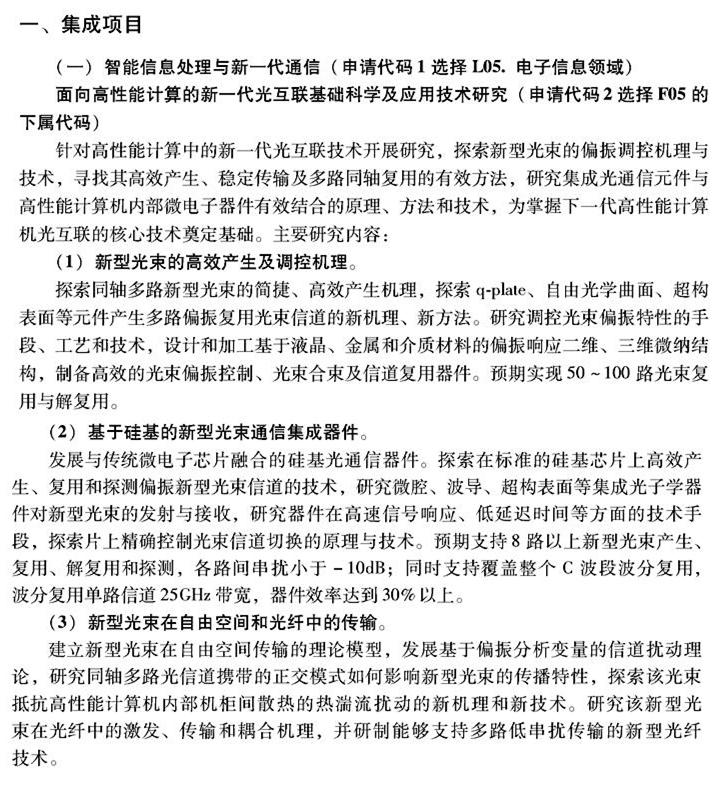 一、集成项目
（一）智能信息处理与新一代通信（申请代码1选择L05. 电子信息领域）
面向高性能计算的新一代光互联基础科学及应用技术研究（申请代码2选择F05的
下属代码）
针对高性能计算中的新一代光互联技术开展研究，探索新型光束的偏振调控机理与
技术，寻找其高效产生、稳定传输及多路同轴复用的有效方法，研究集成光通信元件与
高性能计算机内部微电子器件有效结合的原理、方法和技术，为掌握下一代高性能计算
机光互联的核心技术奠定基础。主要研究内容：
（1）新型光束的高效产生及调控机理。
探索同轴多路新型光束的简捷、高效产生机理，探索q-plate、自由光学曲面、超构
表面等元件产生多路偏振复用光束信道的新机理、新方法。研究调控光束偏振特性的手
段、工艺和技术，设计和加工基于液晶、金属和介质材料的偏振响应二维、三维微纳结
构，制备高效的光束偏振控制、光束合束及信道复用器件。预期实现50~100路光束复
用与解复用。
（2）基于硅基的新型光束通信集成器件。
发展与传统微电子芯片融合的硅基光通信器件。探索在标准的硅基芯片上高效产
生、复用和探测偏振新型光束信道的技术，研究微腔、波导、超构表面等集成光子学器
件对新型光束的发射与接收，研究器件在高速信号响应、低延迟时间等方面的技术手
段，探索片上精确控制光束信道切换的原理与技术。预期支持8路以上新型光束产生、
复用、解复用和探测，各路间串扰小于－10dB；同时支持覆盖整个C波段波分复用，
波分复用单路信道25GHz带宽，器件效率达到30%以上。
（3）新型光束在自由空间和光纤中的传输。
建立新型光束在自由空间传输的理论模型，发展基于偏振分析变量的信道扰动理
论，研究同轴多路光信道携带的正交模式如何影响新型光束的传播特性，探索该光束
抵抗高性能计算机内部机柜间散热的热湍流扰动的新机理和新技术。研究该新型光
束在光纤中的激发、传输和耦合机理，并研制能够支持多路低串扰传输的新型光纤
技术。